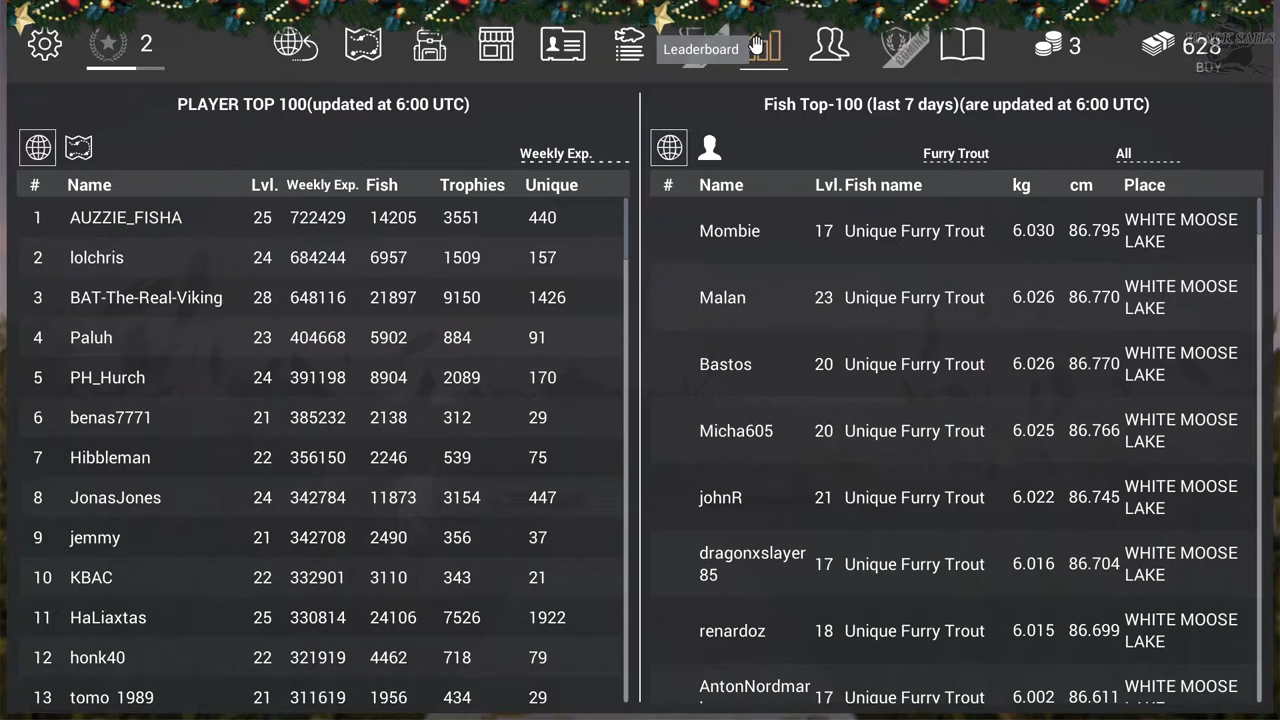 2
Leaderboard
3
628
BUY
BLACK SAILS
PLAYER TOP 100(updated at 6:00 UTC)
Weekly Exp.
# Name Lvl. Weekly Exp. Fish Trophies Unique
1 AUZZIE_FISHA 25 722429 14205 3551 440
2 lolchris 24 684244 6957 1509 157
3 BAT-The-Real-Viking 28 648116 21897 9150 1426
4 Paluh 23 404668 5902 884 91
5 PH_Hurch 24 391198 8904 2089 170
6 benas7771 21 385232 2138 312 29
7 Hibbleman 22 356150 2246 539 75
8 JonasJones 24 342784 11873 3154 447
9 jemmy 21 342708 2490 356 37
10 KBAC 22 332901 3110 343 21
11 HaLiaxtas 25 330814 24106 7526 1922
12 honk40 22 321919 4462 718 79
13 tomo_1989 21 311619 1956 434 29
Fish Top-100 (last 7 days)(are updated at 6:00 UTC)
Furry Trout All
# Name Lvl. Fish name kg cm Place
Mombie 17 Unique Furry Trout 6.030 86.795 WHITE MOOSE
LAKE
Malan 23 Unique Furry Trout 6.026 86.770 WHITE MOOSE
LAKE
Bastos 20 Unique Furry Trout 6.026 86.770 WHITE MOOSE
LAKE
Micha605 20 Unique Furry Trout 6.025 86.766 WHITE MOOSE
LAKE
johnR 21 Unique Furry Trout 6.022 86.745 WHITE MOOSE
LAKE
dragonxslayer 17 Unique Furry Trout 6.016 86.704 WHITE MOOSE
85 LAKE
renardoz 18 Unique Furry Trout 6.015 86.699 WHITE MOOSE
LAKE
AntonNordmar 17 Unique Furry Trout 6.002 86.611 WHITE MOOSE